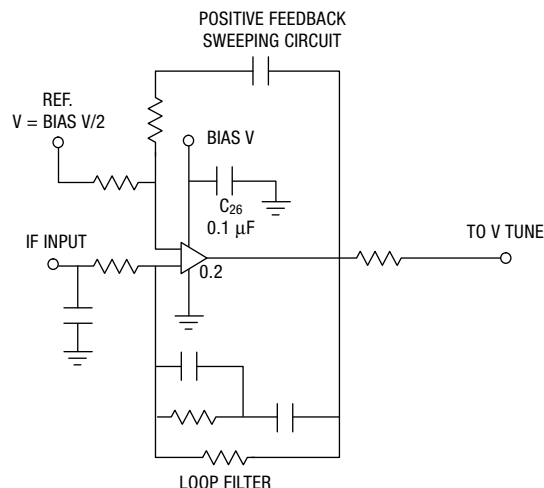 POSITIVE FEEDBACK
SWEEPING CIRCUIT
REF.
V = BIAS V/2
BIAS V
C₂₆
0.1 µF
IF INPUT
TO V TUNE
0.2
LOOP FILTER